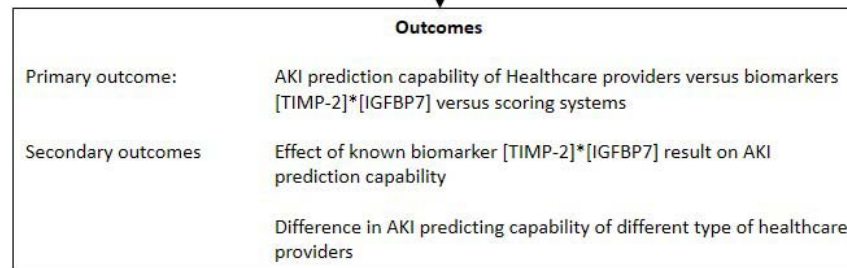 Outcomes
Primary outcome: AKI prediction capability of Healthcare providers versus biomarkers
[TIMP-2]*[IGFBP7] versus scoring systems
Secondary outcomes Effect of known biomarker [TIMP-2]*[IGFBP7] result on AKI
prediction capability
Difference in AKI predicting capability of different type of healthcare
providers